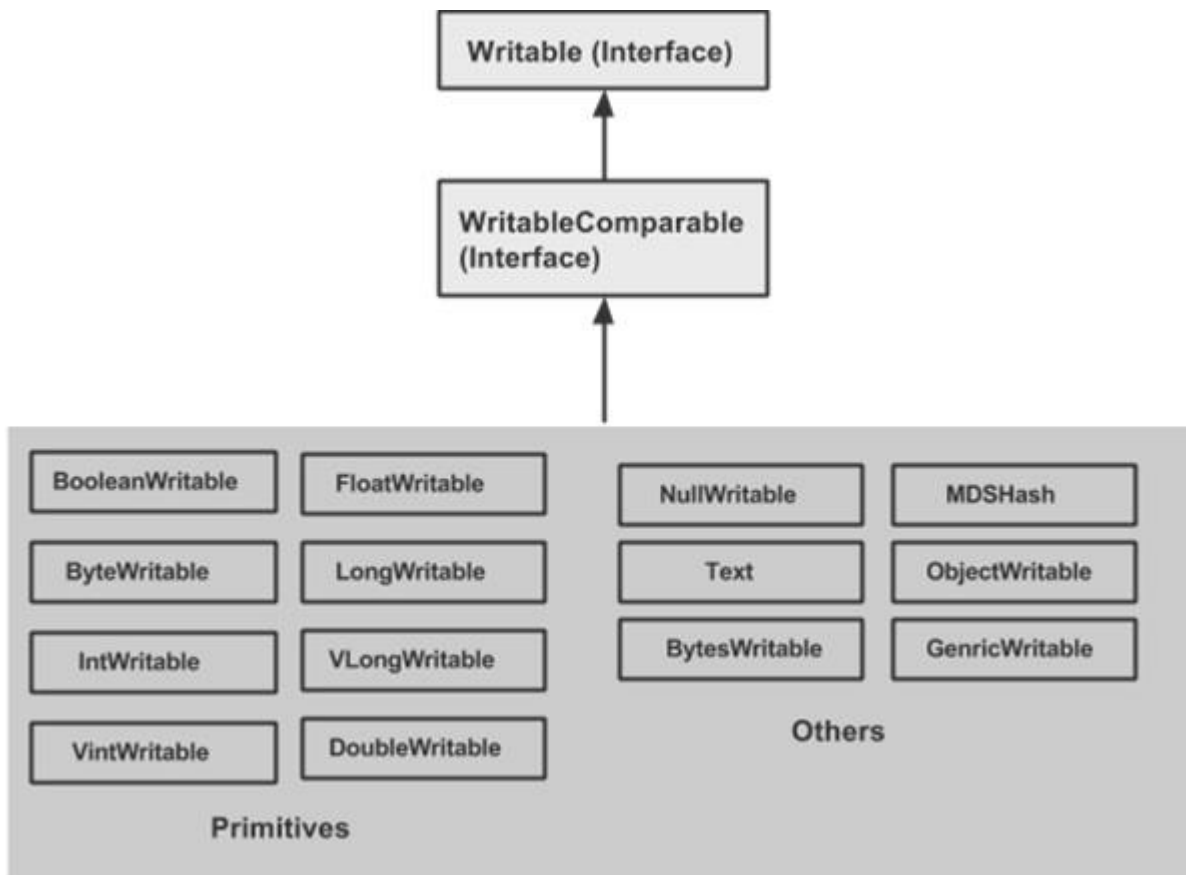 Writable (Interface)
WritableComparable
(Interface)
BooleanWritable
FloatWritable
ByteWritable
LongWritable
IntWritable
VLongWritable
VintWritable
DoubleWritable
Primitives
NullWritable
MDSHash
Text
ObjectWritable
BytesWritable
GenricWritable
Others